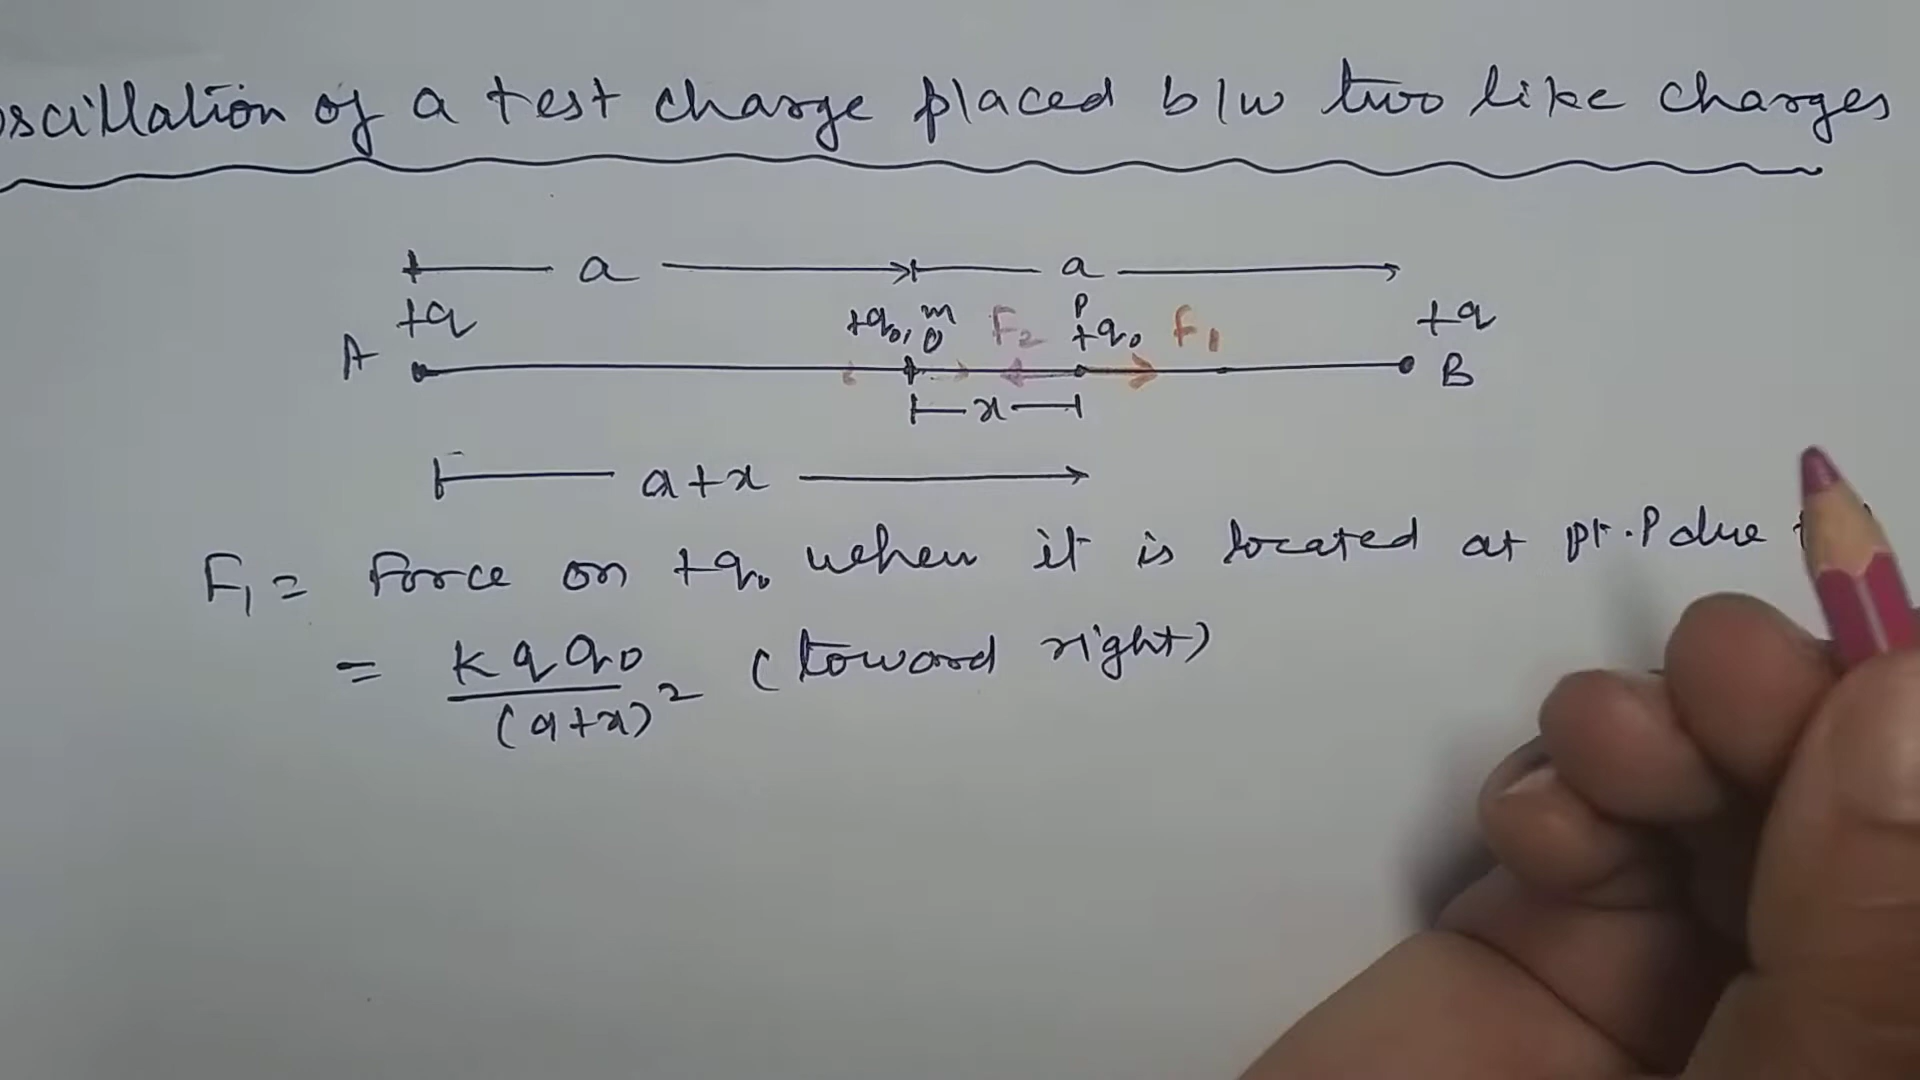 oscillation of a test charge placed b/w two like charges
a a
+q +q₀, m F₂ P F₁ +q
A O +q₀ B
x
a+x
F₁ = Force on +q₀ when it is located at pt. P due
= kqq₀/(a+x)² (toward right)